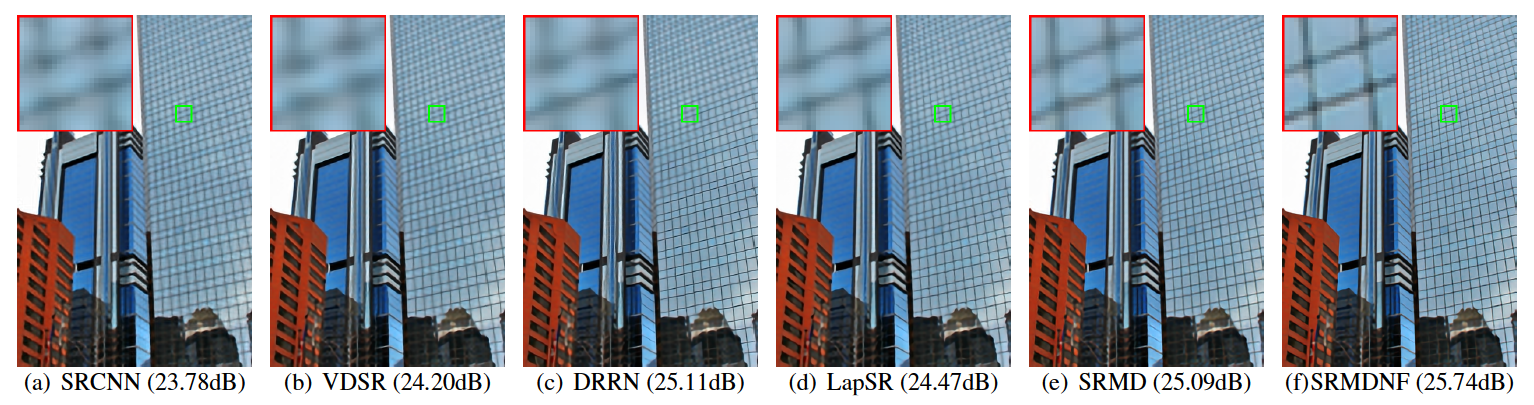 (a) SRCNN (23.78dB)
(b) VDSR (24.20dB)
(c) DRRN (25.11dB)
(d) LapSR (24.47dB)
(e) SRMD (25.09dB)
(f)SRMDNF (25.74dB)